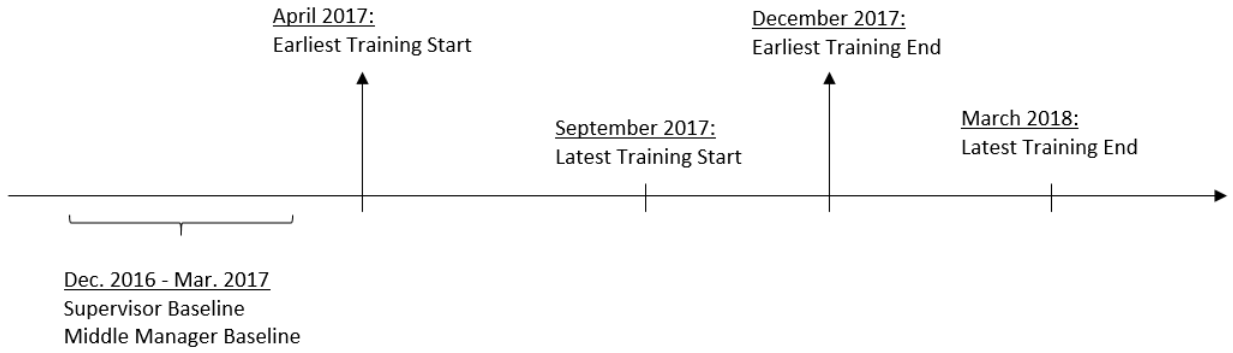 April 2017:
Earliest Training Start
December 2017:
Earliest Training End
September 2017:
Latest Training Start
March 2018:
Latest Training End
Dec. 2016 - Mar. 2017
Supervisor Baseline
Middle Manager Baseline